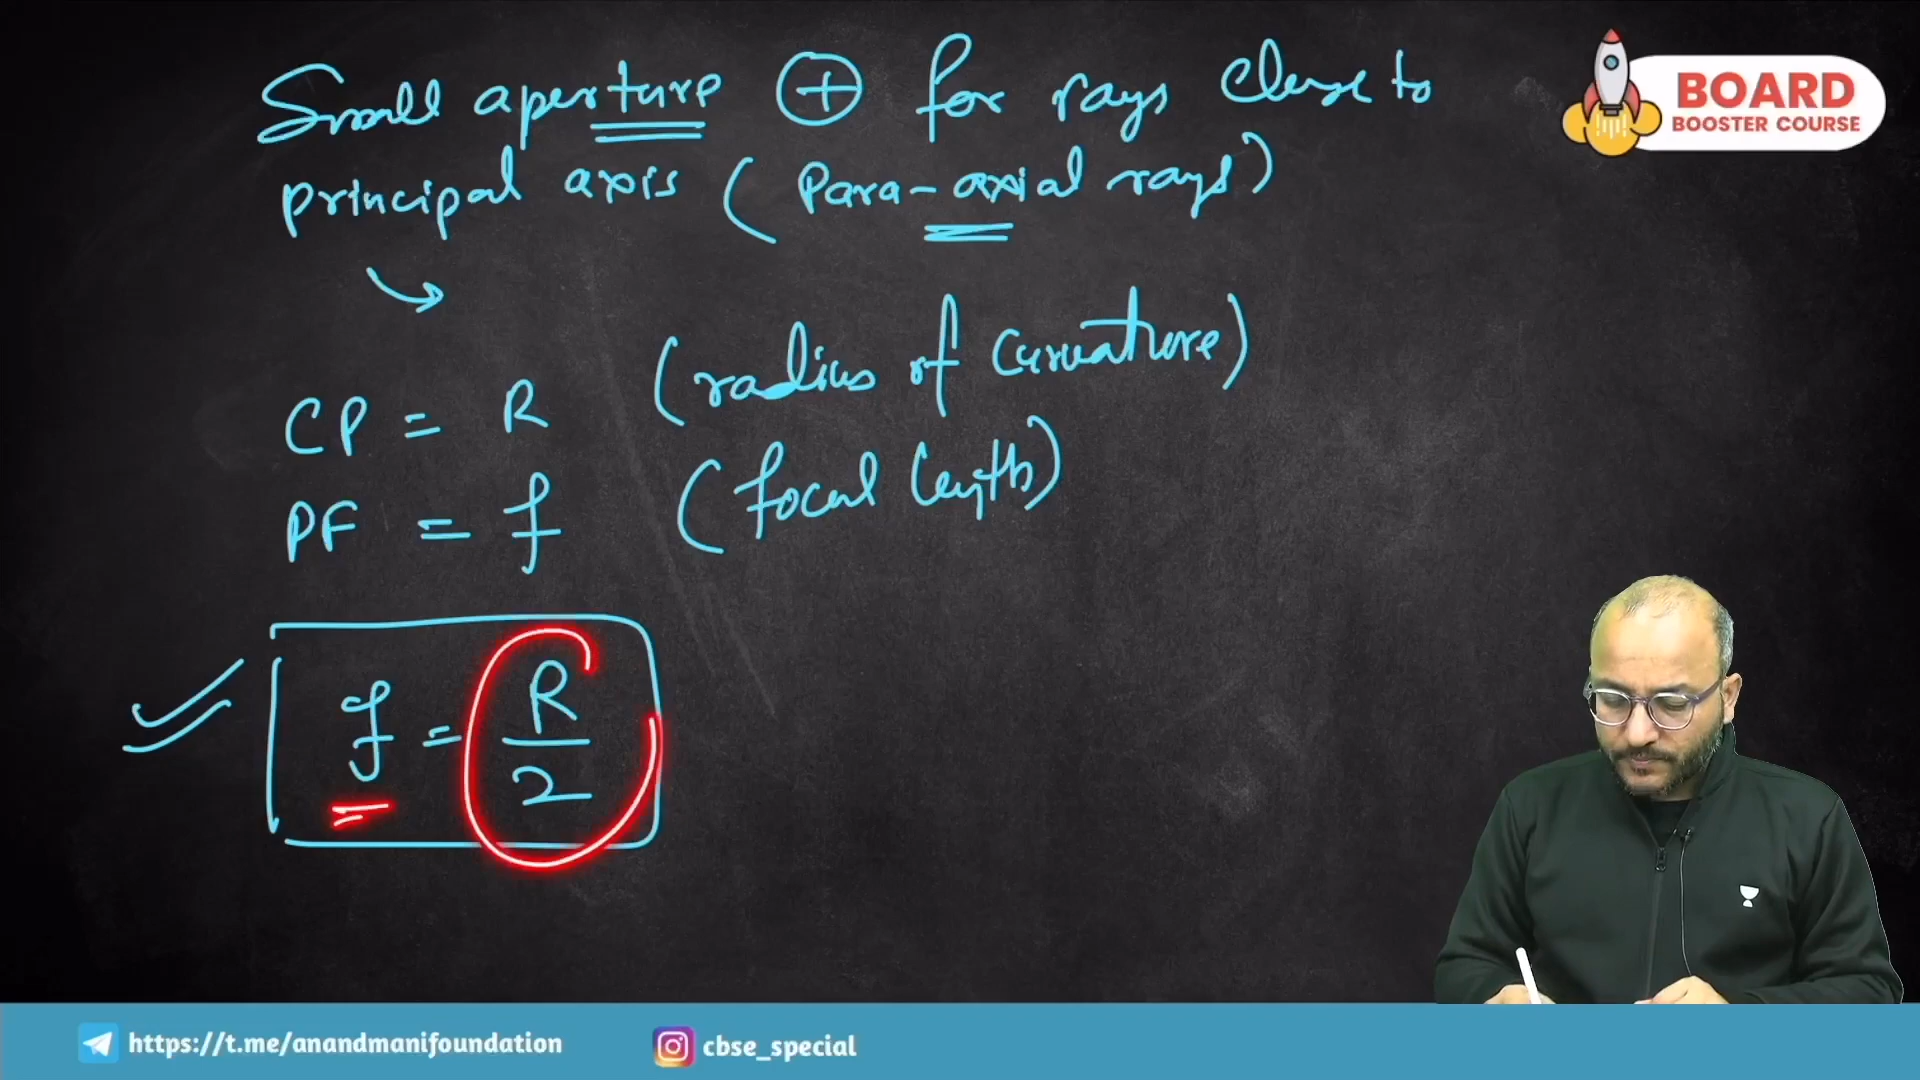 Small aperture ⊕ for rays close to
principal axis (Para-axial rays)
CP = R (radius of curvature)
PF = f (focal length)
f = R/2
BOARD
BOOSTER COURSE
https://t.me/anandmanifoundation
cbse_special